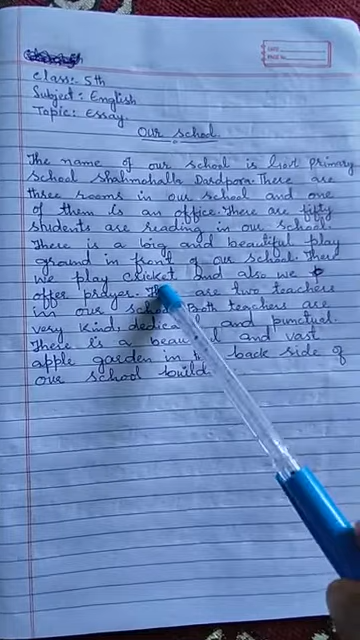 DATE
PAGE No.
Class:- 5th
Subject: English
Topic: Essay.
Our School.
The name of our school is Govt primary
School Shahmohalla Dardpora. There are
three rooms in our school and one
of them is an office. There are fifty
students are reading in our school.
There is a big and beautiful play
ground in front of our school. There
we play cricket and also we
offer prayer. are two teachers
in our Both teachers are
very kind, and punctual.
There is a and vast
apple garden in back side of
our school